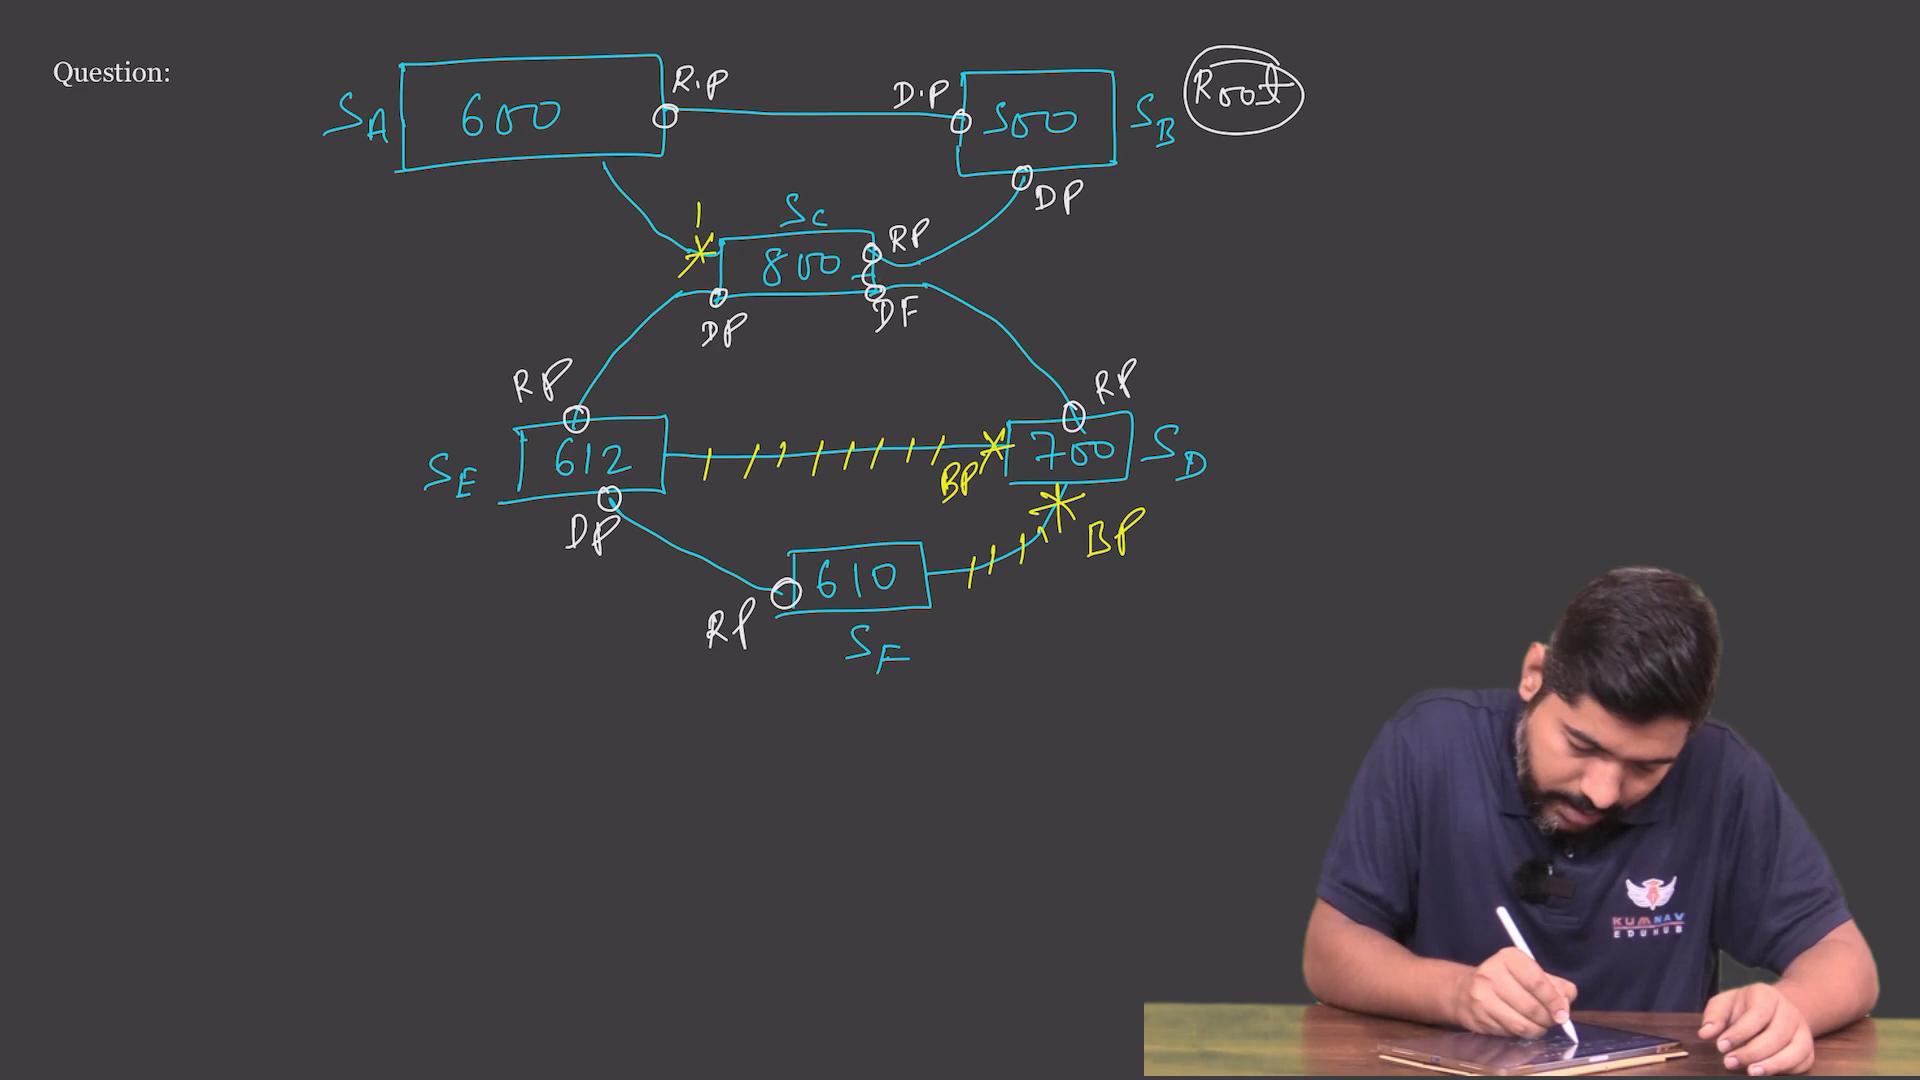 Question:
SA 600 R.P D.P 500 SB Root
DP
SC
800 RP
DP DF
RP RP
SE 612 BP 700 SD
DP BP
610
RP
SF
KUMNAV
EDUHUB